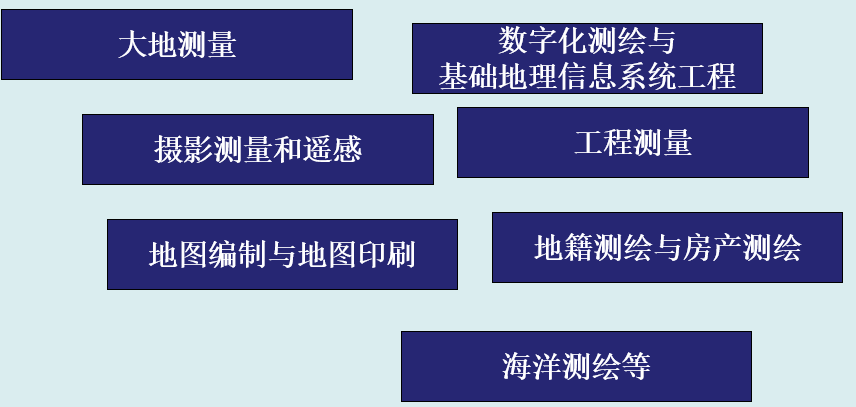 大地测量
数字化测绘与
基础地理信息系统工程
摄影测量和遥感
工程测量
地图编制与地图印刷
地籍测绘与房产测绘
海洋测绘等